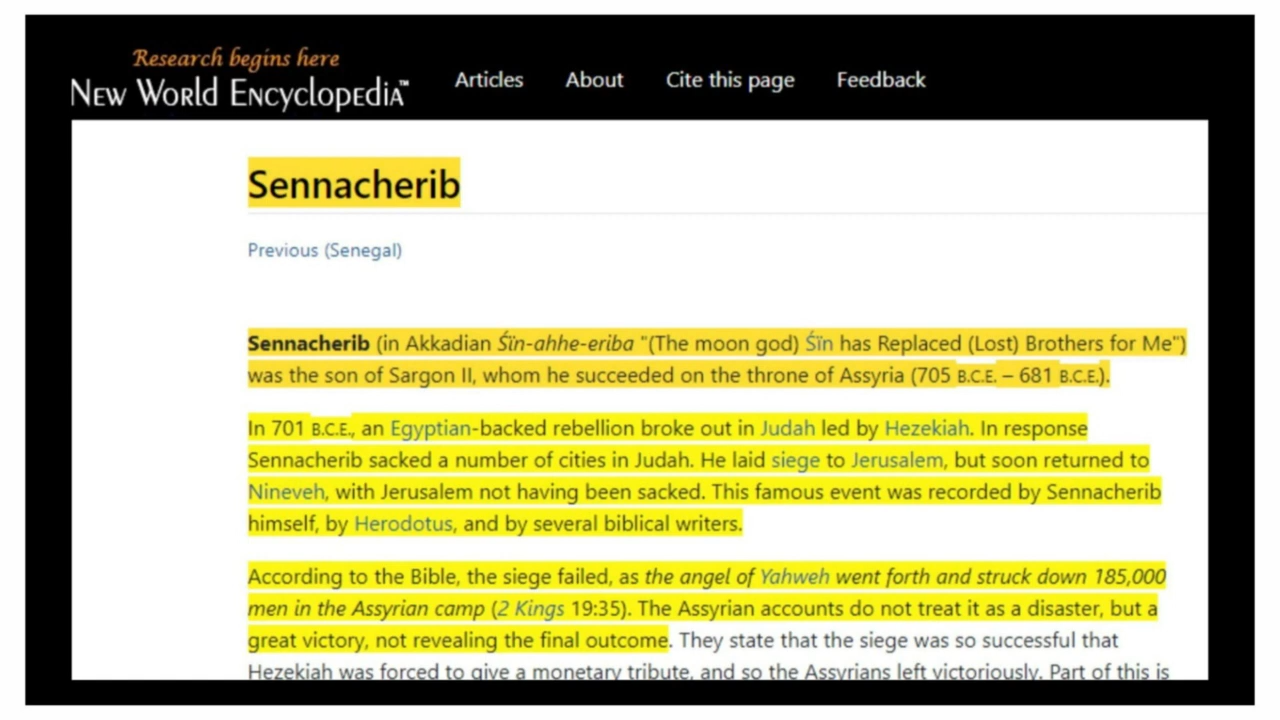 Research begins here
New World Encyclopedia™
Articles About Cite this page Feedback
Sennacherib
Previous (Senegal)
Sennacherib (in Akkadian Śïn-ahhe-eriba "(The moon god) Śïn has Replaced (Lost) Brothers for Me")
was the son of Sargon II, whom he succeeded on the throne of Assyria (705 B.C.E. – 681 B.C.E.).
In 701 B.C.E., an Egyptian-backed rebellion broke out in Judah led by Hezekiah. In response
Sennacherib sacked a number of cities in Judah. He laid siege to Jerusalem, but soon returned to
Nineveh, with Jerusalem not having been sacked. This famous event was recorded by Sennacherib
himself, by Herodotus, and by several biblical writers.
According to the Bible, the siege failed, as the angel of Yahweh went forth and struck down 185,000
men in the Assyrian camp (2 Kings 19:35). The Assyrian accounts do not treat it as a disaster, but a
great victory, not revealing the final outcome. They state that the siege was so successful that
Hezekiah was forced to give a monetary tribute, and so the Assyrians left victoriously. Part of this is